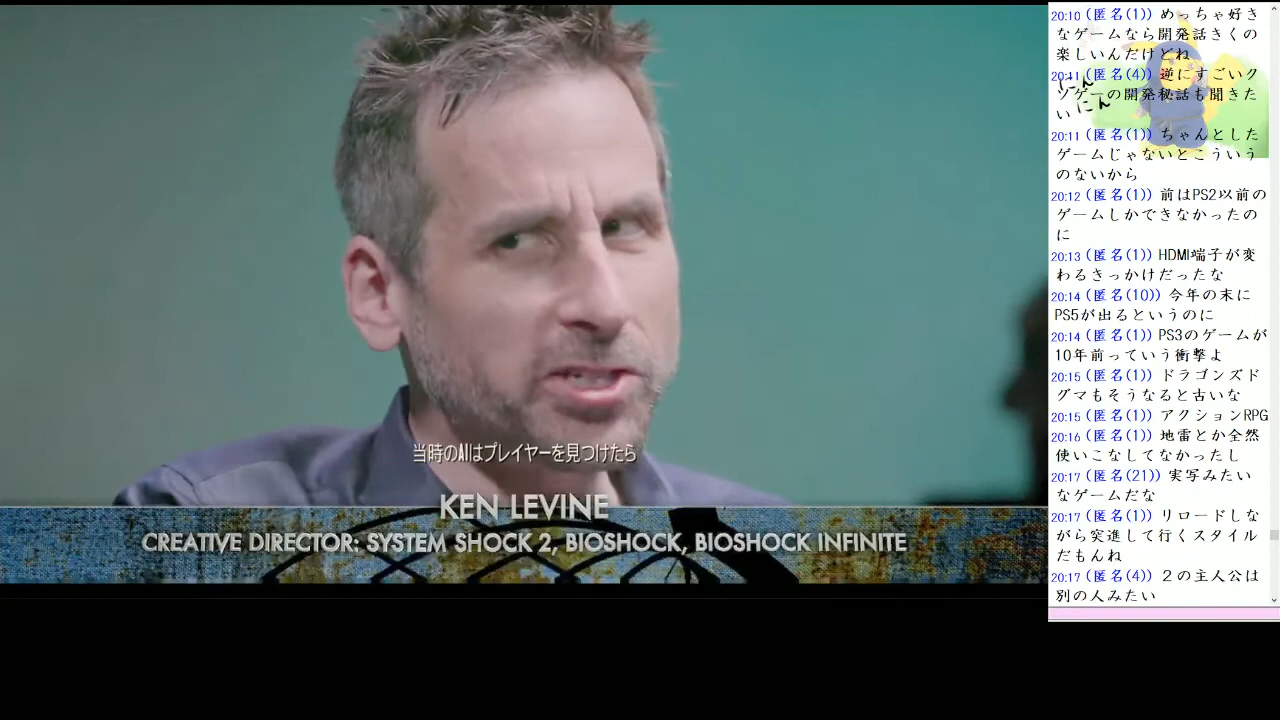 当時のAIはプレイヤーを見つけたら
KEN LEVINE
CREATIVE DIRECTOR: SYSTEM SHOCK 2, BIOSHOCK, BIOSHOCK INFINITE
20:10 (匿名(1)) めっちゃ好き
なゲームなら開発話きくの
楽しいんだけどね
20:11 (匿名(4)) 逆にすごいク
ソゲーの開発秘話も聞きた
い
にん
にん
20:11 (匿名(1)) ちゃんとした
ゲームじゃないとこういう
のないから
20:12 (匿名(1)) 前はPS2以前の
ゲームしかできなかったの
に
20:13 (匿名(1)) HDMI端子が変
わるきっかけだったな
20:14 (匿名(10)) 今年の末に
PS5が出るというのに
20:14 (匿名(1)) PS3のゲームが
10年前っていう衝撃よ
20:15 (匿名(1)) ドラゴンズド
グマもそうなると古いな
20:15 (匿名(1)) アクションRPG
20:16 (匿名(1)) 地雷とか全然
使いこなしてなかったし
20:17 (匿名(21)) 実写みたい
なゲームだな
20:17 (匿名(1)) リロードしな
がら突進して行くスタイル
だもんね
20:17 (匿名(4)) ２の主人公は
別の人みたい